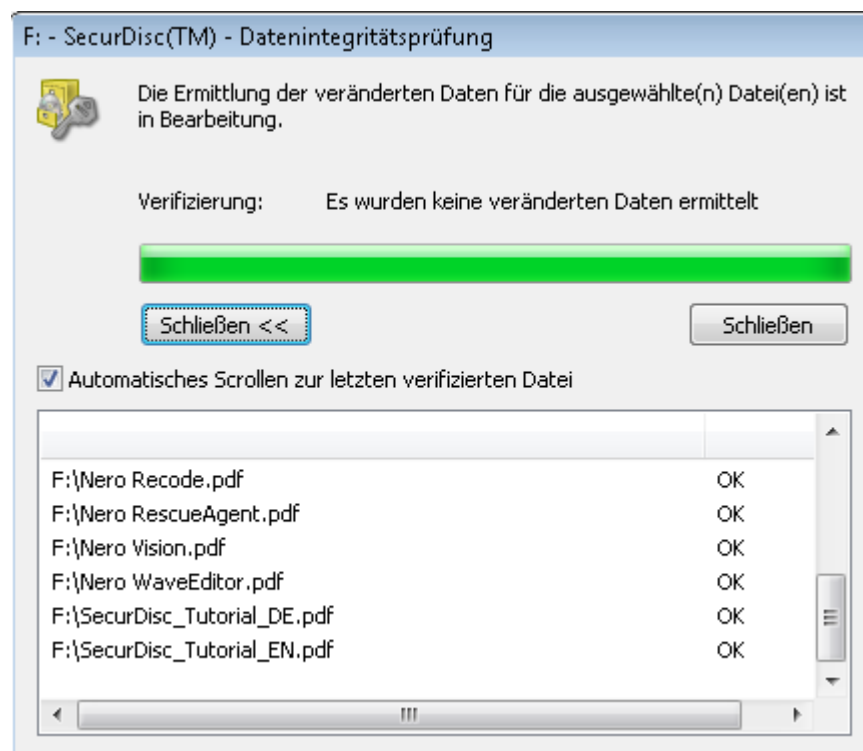 F: - SecurDisc(TM) - Datenintegritätsprüfung
Die Ermittlung der veränderten Daten für die ausgewählte(n) Datei(en) ist
in Bearbeitung.
Verifizierung: Es wurden keine veränderten Daten ermittelt
Schließen << Schließen
Automatisches Scrollen zur letzten verifizierten Datei
F:\Nero Recode.pdf OK
F:\Nero RescueAgent.pdf OK
F:\Nero Vision.pdf OK
F:\Nero WaveEditor.pdf OK
F:\SecurDisc_Tutorial_DE.pdf OK
F:\SecurDisc_Tutorial_EN.pdf OK